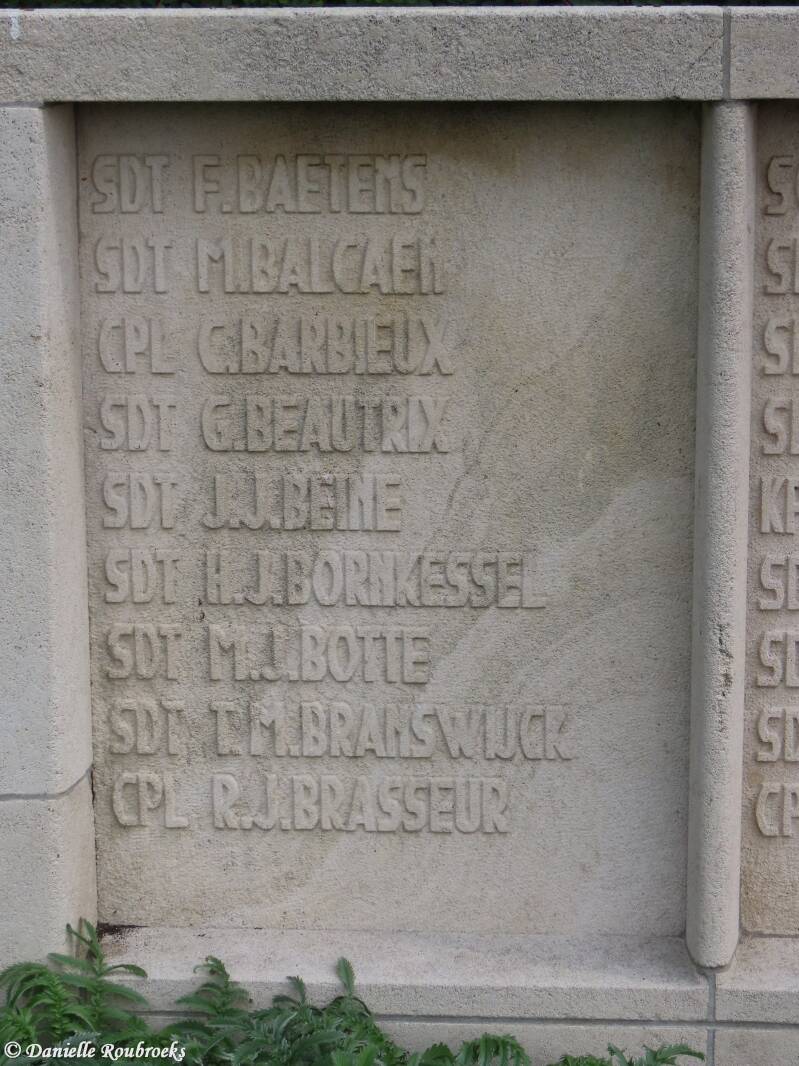 SDT F.BAETENS
SDT M.BALCAEN
CPL G.BARBIEUX
SDT G.BEAUTRIX
SDT J.J.BEINE
SDT H.J.BORNKESSEL
SDT M.J.BOTTE
SDT T.M.BRANSWIJCK
CPL R.J.BRASSEUR
© Danielle Roubroeks